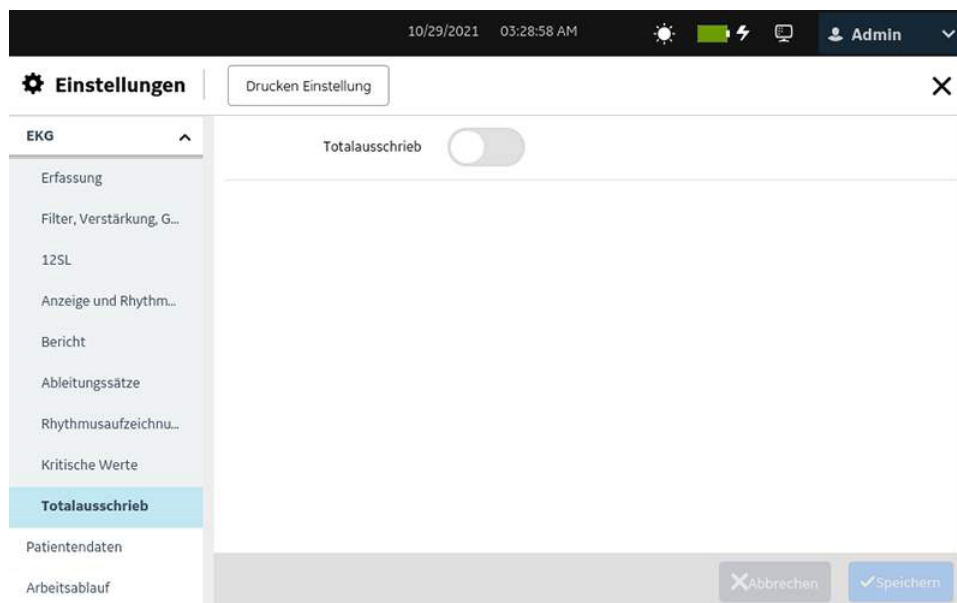 10/29/2021 03:28:58 AM Admin
Einstellungen Drucken Einstellung
EKG
Totalausschrieb
Erfassung
Filter, Verstärkung, G...
12SL
Anzeige und Rhythm...
Bericht
Ableitungssätze
Rhythmusaufzeichnu...
Kritische Werte
Totalausschrieb
Patientendaten
Arbeitsablauf
Abbrechen Speichern